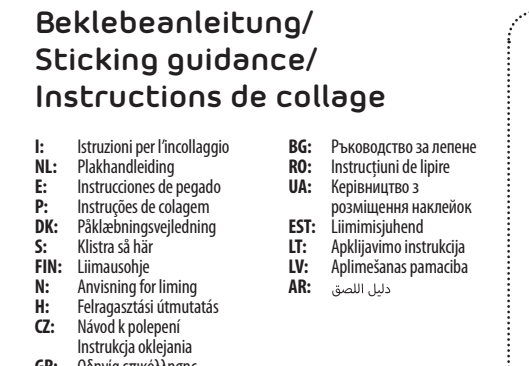 Beklebeanleitung/
Sticking guidance/
Instructions de collage
I: Istruzioni per l'incollaggio
NL: Plakhandleiding
E: Instrucciones de pegado
P: Instruções de colagem
DK: Påklæbningsvejledning
S: Klistra så här
FIN: Liimausohje
N: Anvisning for liming
H: Felragasztási útmutatás
CZ: Návod k polepení
Instrukcja oklejania
GR: Οδηγία επικόλλησης
BG: Ръководство за лепене
RO: Instrucțiuni de lipire
UA: Керівництво з
розміщення наклейок
EST: Liimimisjuhend
LT: Apklijavimo instrukcija
LV: Aplimešanas pamaciba
AR: دليل اللصق